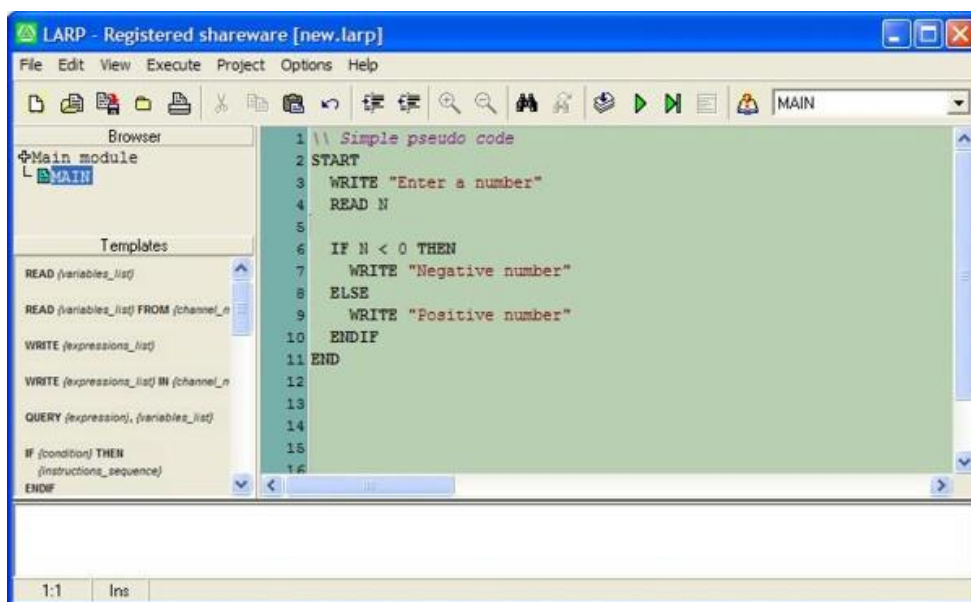 LARP - Registered shareware [new.larp]
File Edit View Execute Project Options Help
MAIN
Browser
Main module
MAIN
Templates
READ {variables_list}
READ {variables_list} FROM {channel_n
WRITE {expressions_list}
WRITE {expressions_list} IN {channel_n
QUERY {expression}, {variables_list}
IF {condition} THEN
{instructions_sequence}
ENDIF
1 \\ Simple pseudo code
2 START
3 WRITE "Enter a number"
4 READ N
5
6 IF N < 0 THEN
7 WRITE "Negative number"
8 ELSE
9 WRITE "Positive number"
10 ENDIF
11 END
12
13
14
15
16
1:1 Ins